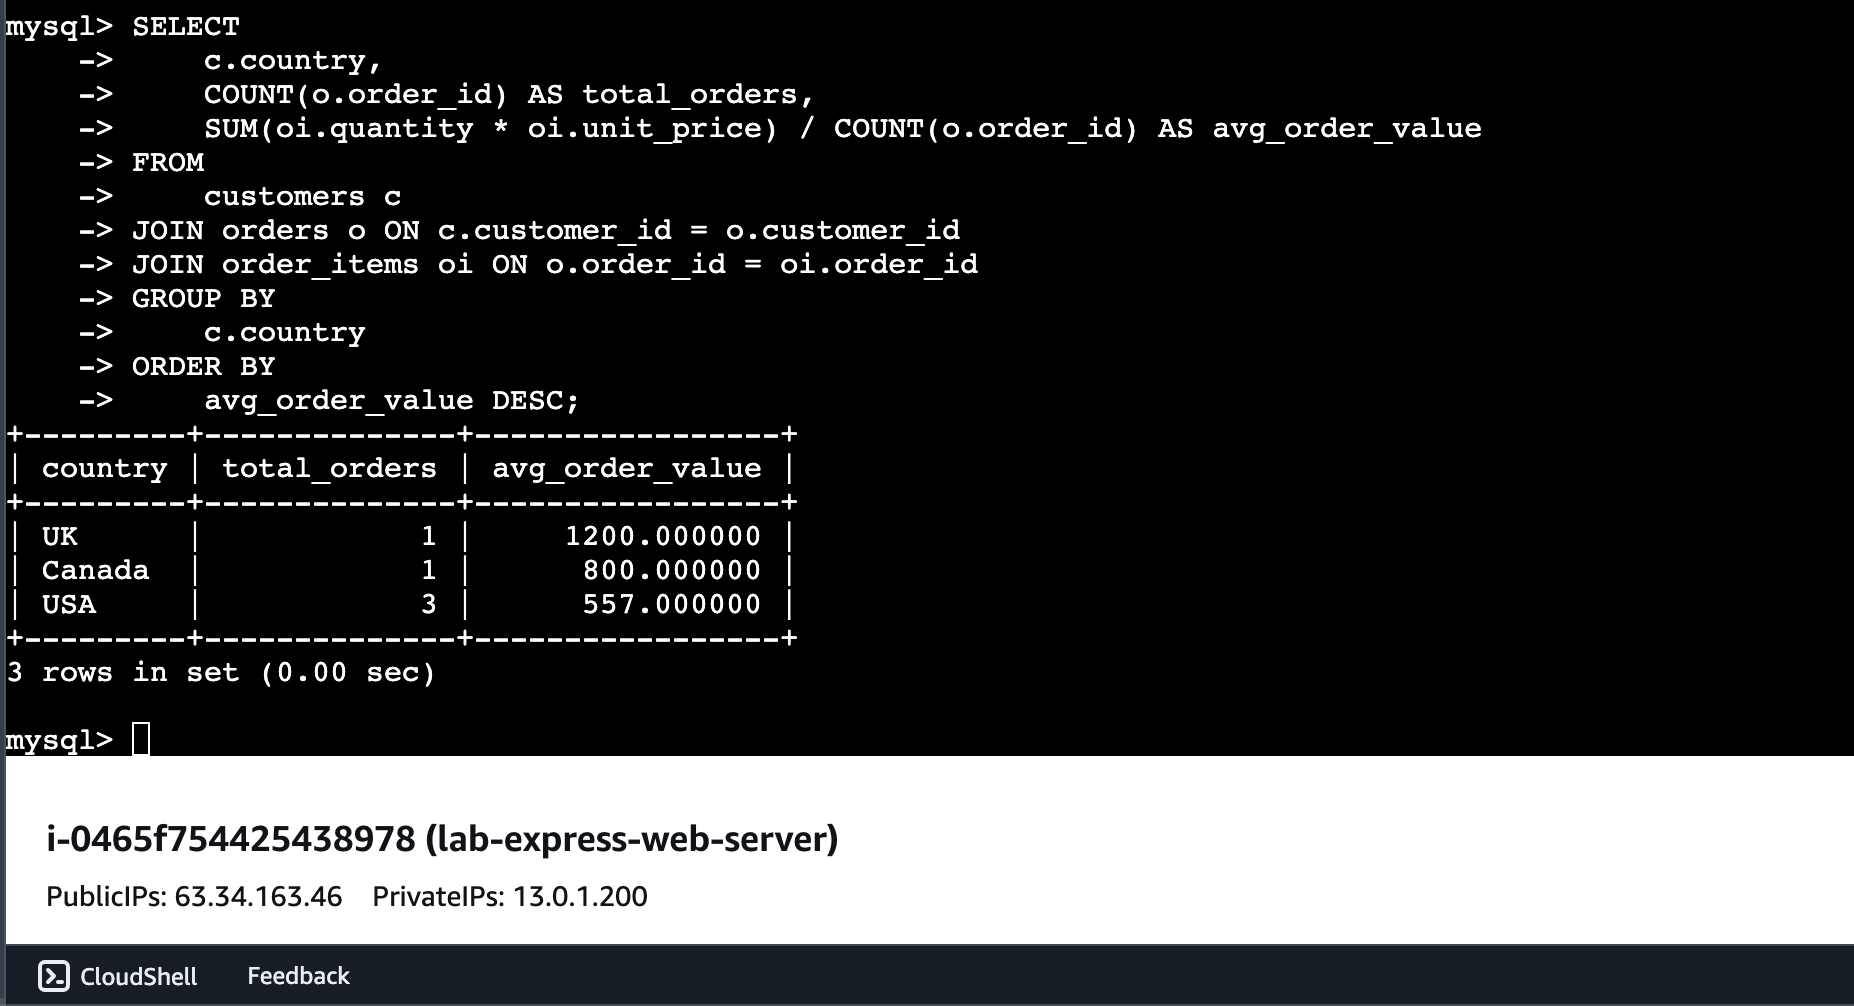 mysql> SELECT
    ->     c.country,
    ->     COUNT(o.order_id) AS total_orders,
    ->     SUM(oi.quantity * oi.unit_price) / COUNT(o.order_id) AS avg_order_value
    -> FROM
    ->     customers c
    -> JOIN orders o ON c.customer_id = o.customer_id
    -> JOIN order_items oi ON o.order_id = oi.order_id
    -> GROUP BY
    ->     c.country
    -> ORDER BY
    ->     avg_order_value DESC;
+---------+--------------+-----------------+
| country | total_orders | avg_order_value |
+---------+--------------+-----------------+
| UK      |            1 |     1200.000000 |
| Canada  |            1 |      800.000000 |
| USA     |            3 |      557.000000 |
+---------+--------------+-----------------+
3 rows in set (0.00 sec)
mysql>
i-0465f754425438978 (lab-express-web-server)
PublicIPs: 63.34.163.46    PrivateIPs: 13.0.1.200
CloudShell    Feedback